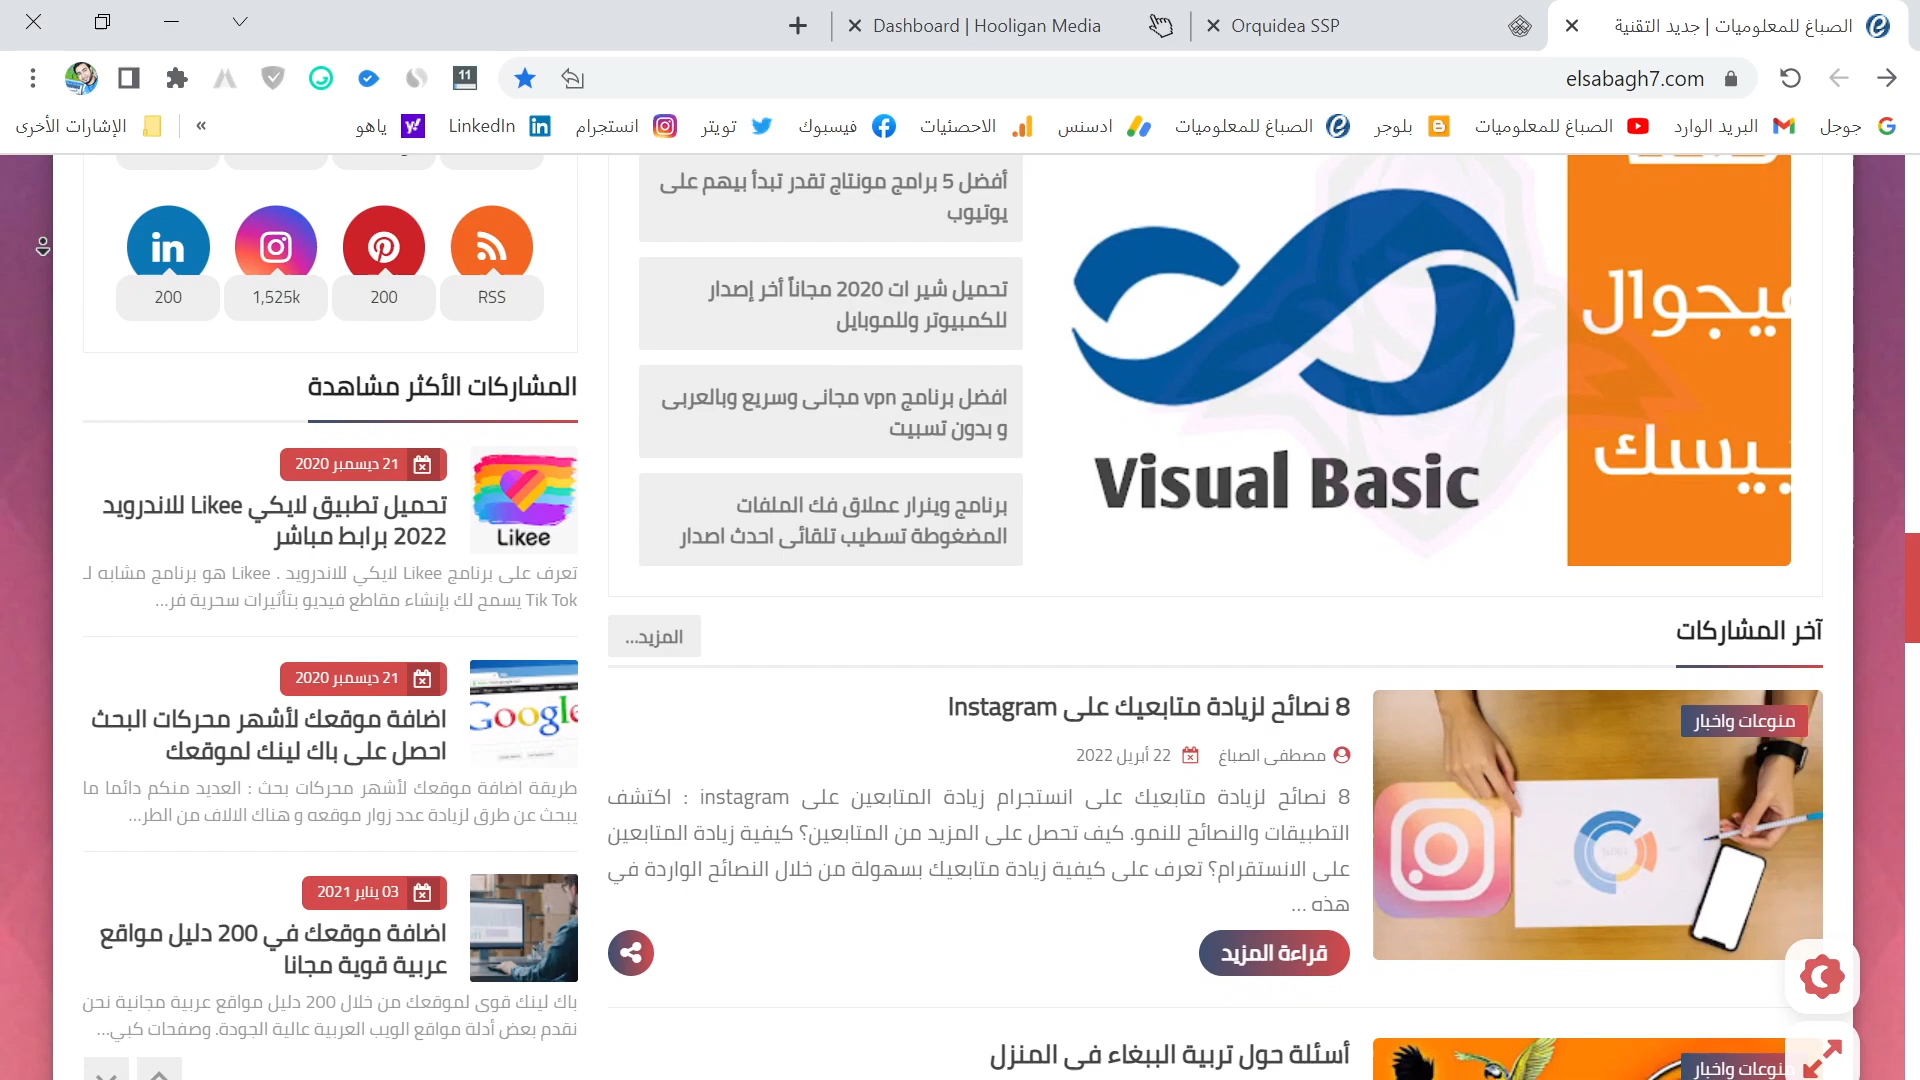 الصباغ للمعلوميات | جديد التقنية
Orquidea SSP
Dashboard | Hooligan Media
elsabagh7.com
11
جوجل
البريد الوارد
الصباغ للمعلوميات
بلوجر
الصباغ للمعلوميات
ادسنس
الاحصئيات
فيسبوك
تويتر
انستجرام
LinkedIn
ياهو
»
الإشارات الأخرى
فيجوال
بيسك
Visual Basic
أفضل 5 برامج مونتاج تقدر تبدأ بيهم على
يوتيوب
تحميل شير ات 2020 مجاناً أخر إصدار
للكمبيوتر وللموبايل
افضل برنامج vpn مجانى وسريع وبالعربى
و بدون تسبيت
برنامج وينرار عملاق فك الملفات
المضغوطة تسطيب تلقائى احدث اصدار
آخر المشاركات
المزيد...
منوعات واخبار
8 نصائح لزيادة متابعيك على Instagram
مصطفى الصباغ
22 أبريل 2022
8 نصائح لزيادة متابعيك على انستجرام زيادة المتابعين على instagram : اكتشف
التطبيقات والنصائح للنمو. كيف تحصل على المزيد من المتابعين؟ كيفية زيادة المتابعين
على الانستقرام؟ تعرف على كيفية زيادة متابعيك بسهولة من خلال النصائح الواردة في
هذه ...
قراءة المزيد
أسئلة حول تربية الببغاء فى المنزل
منوعات واخبار
RSS
200
1,525k
200
المشاركات الأكثر مشاهدة
Likee
21 ديسمبر 2020
تحميل تطبيق لايكي Likee للاندرويد
2022 برابط مباشر
تعرف على برنامج Likee لايكي للاندرويد . Likee هو برنامج مشابه لـ
Tik Tok يسمح لك بإنشاء مقاطع فيديو بتأثيرات سحرية فر...
Google
21 ديسمبر 2020
اضافة موقعك لأشهر محركات البحث
احصل على باك لينك لموقعك
طريقة اضافة موقعك لأشهر محركات بحث : العديد منكم دائما ما
يبحث عن طرق لزيادة عدد زوار موقعه و هناك الالاف من الطر...
03 يناير 2021
اضافة موقعك في 200 دليل مواقع
عربية قوية مجانا
باك لينك قوى لموقعك من خلال 200 دليل مواقع عربية مجانية نحن
نقدم بعض أدلة مواقع الويب العربية عالية الجودة. وصفحات كبي...